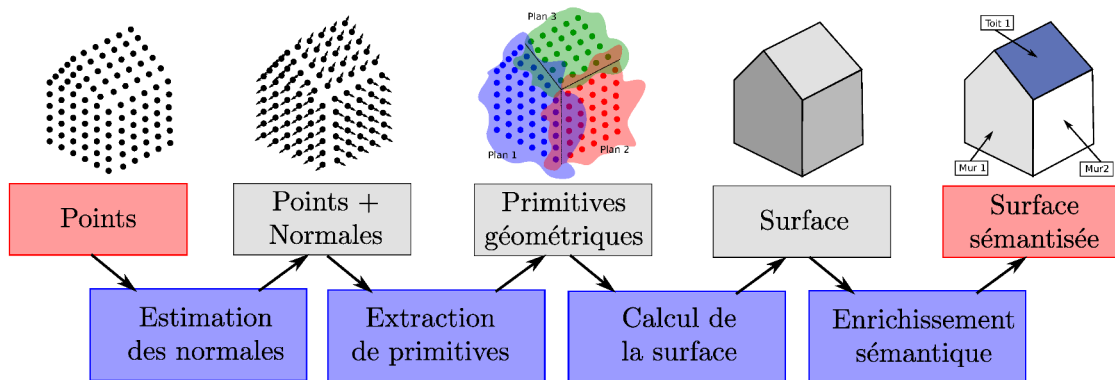 Plan 3
Plan 1
Plan 2
Toit 1
Mur 1
Mur2
Points
Points +
Normales
Primitives
géométriques
Surface
Surface
sémantisée
Estimation
des normales
Extraction
de primitives
Calcul de
la surface
Enrichissement
sémantique